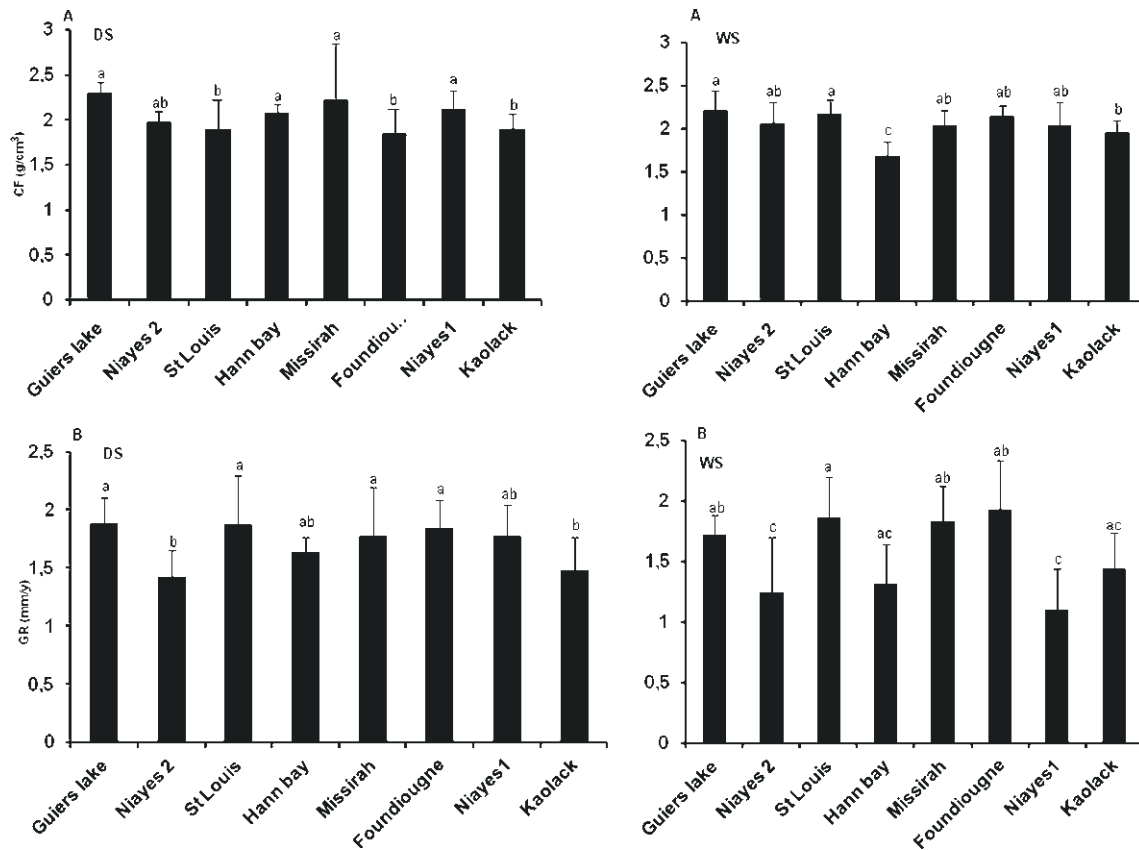 A
DS
3
2,5
2
1,5
1
0,5
0
CF (g/cm³)
a
ab
b
a
a
b
a
b
Guiers lake
Niayes 2
St Louis
Hann bay
Missirah
Foundiou..
Niayes1
Kaolack
A
WS
3
2,5
2
1,5
1
0,5
0
a
ab
a
c
ab
ab
ab
b
Guiers lake
Niayes 2
St Louis
Hann bay
Missirah
Foundiougne
Niayes1
Kaolack
B
DS
2,5
2
1,5
1
0,5
0
GR (mm/y)
a
b
a
ab
a
a
ab
b
Guiers lake
Niayes 2
St Louis
Hann bay
Missirah
Foundiougne
Niayes1
Kaolack
B
WS
2,5
2
1,5
1
0,5
0
ab
c
a
ac
ab
ab
c
ac
Guiers lake
Niayes 2
St Louis
Hann bay
Missirah
Foundiougne
Niayes1
Kaolack